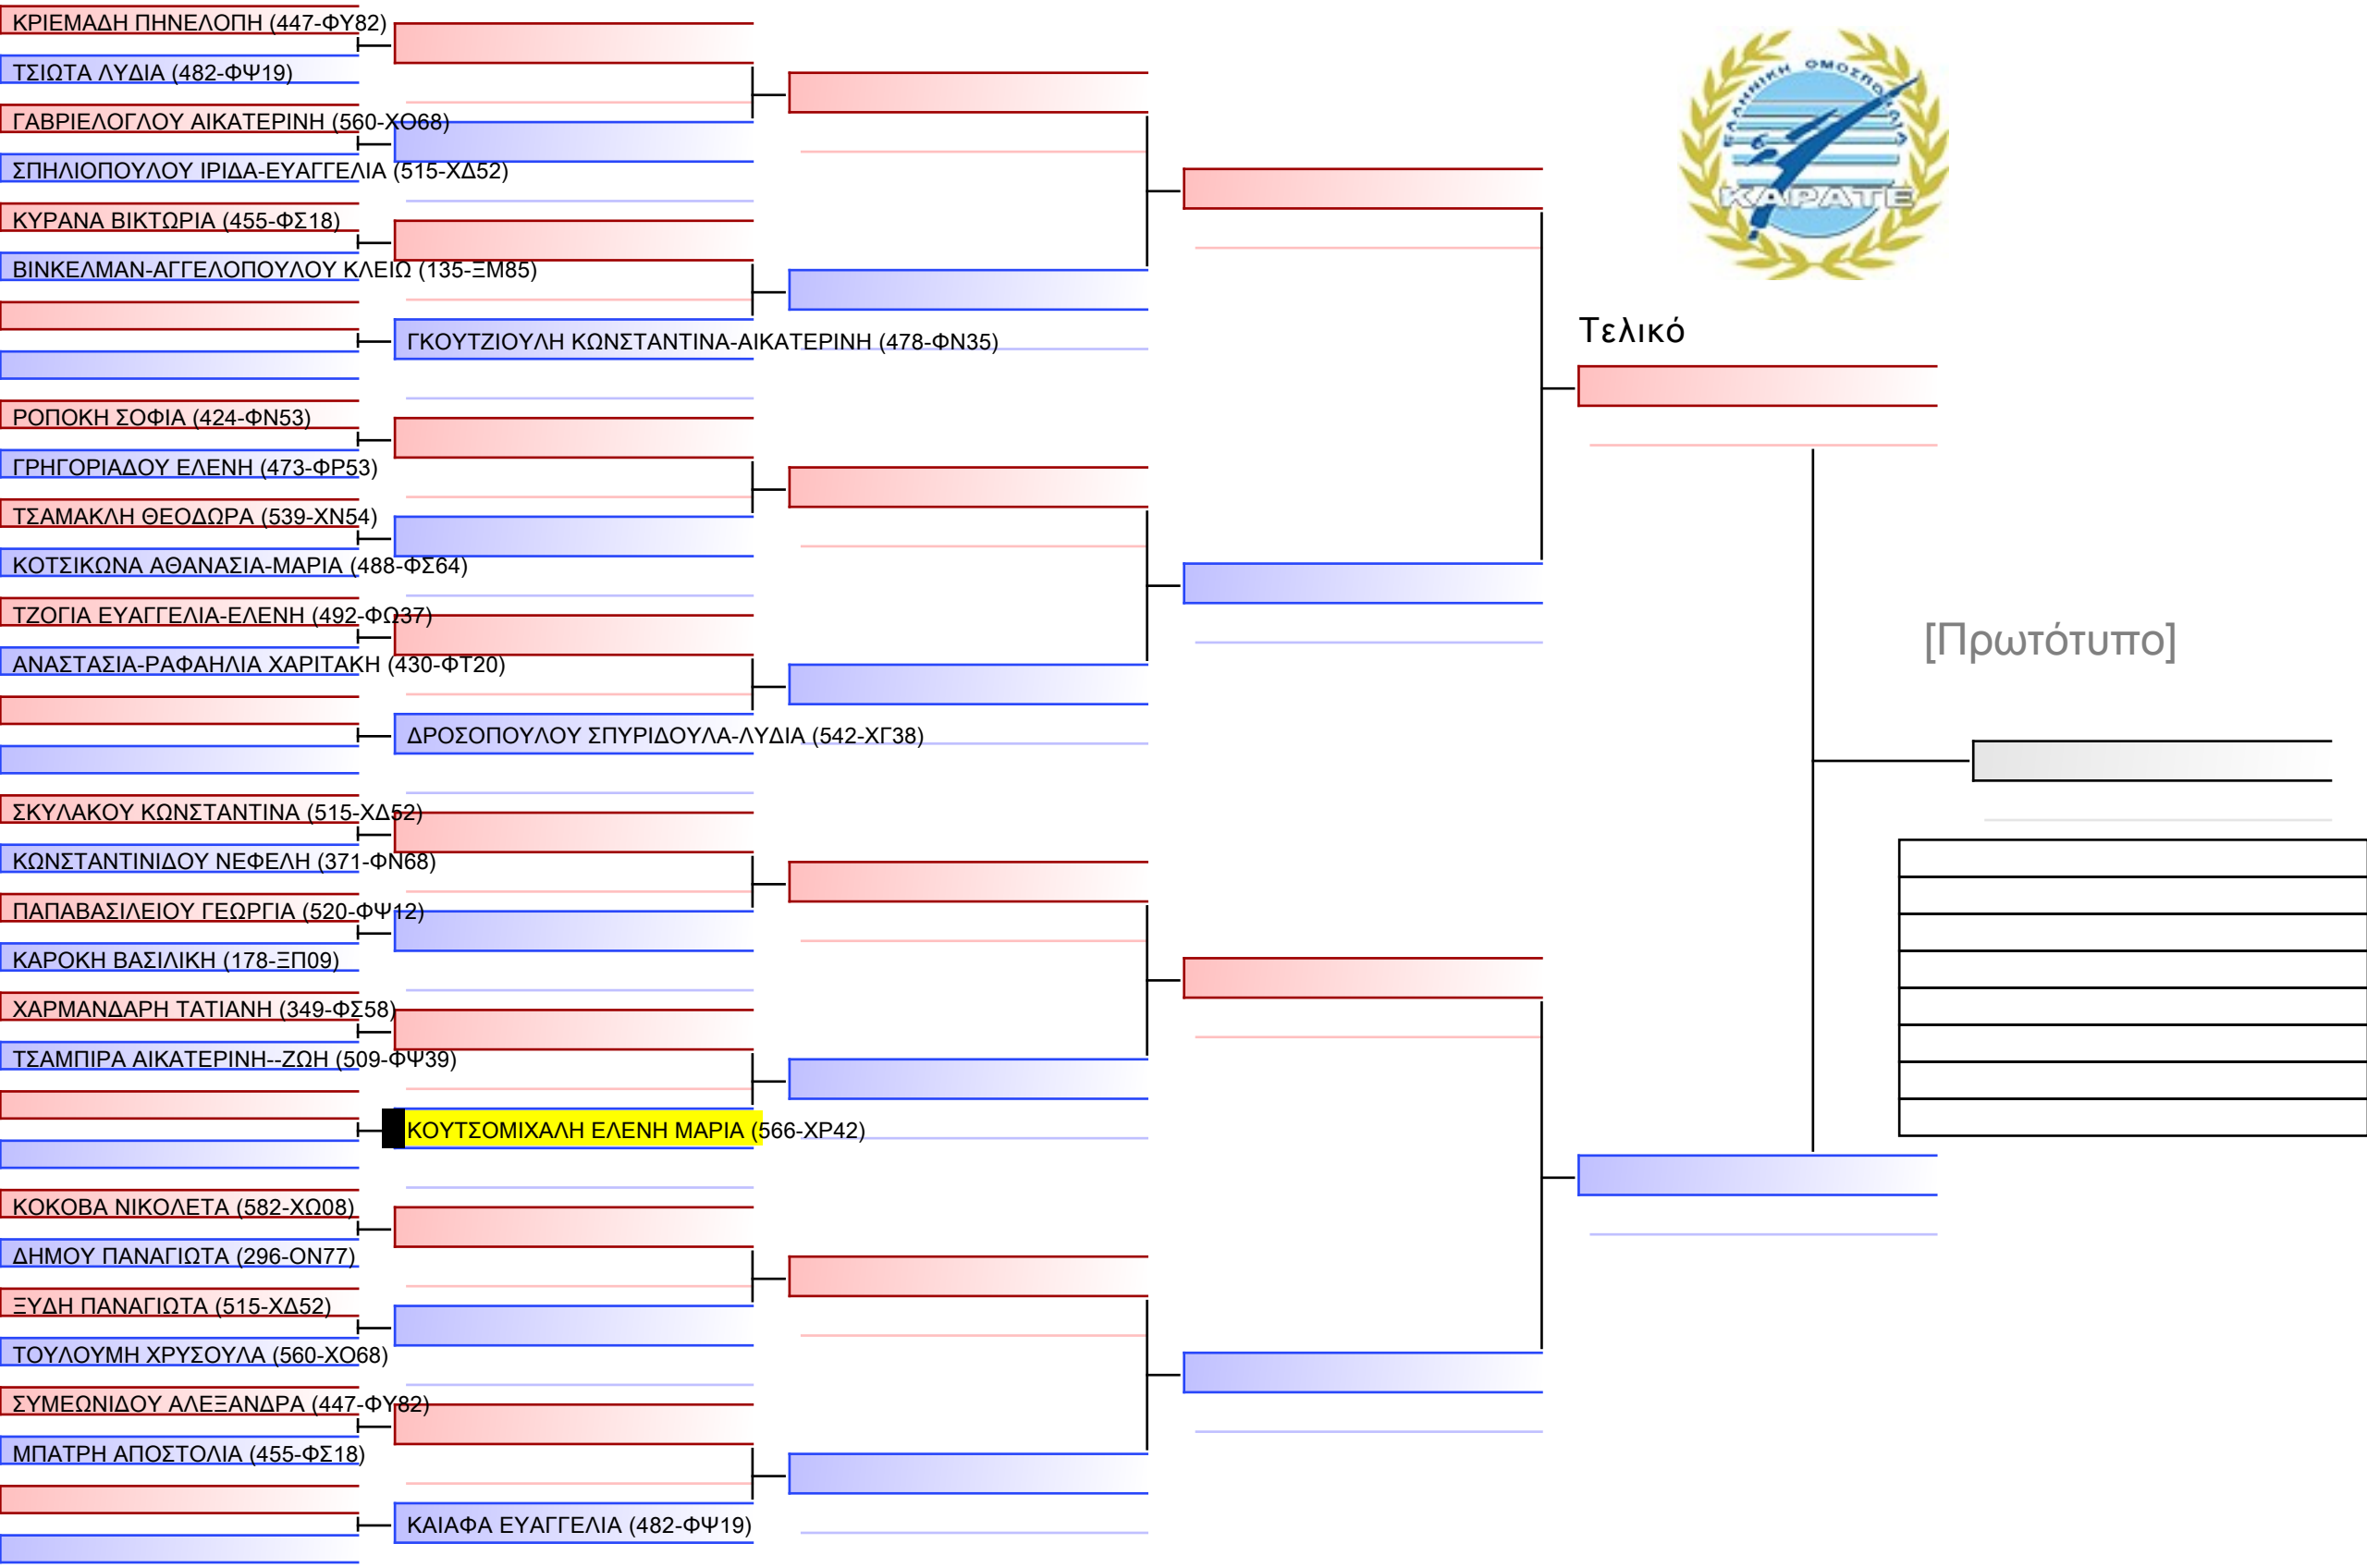 ΚΡΙΕΜΑΔΗ ΠΗΝΕΛΟΠΗ (447-ΦΥ82)
ΤΣΙΩΤΑ ΛΥΔΙΑ (482-ΦΨ19)
ΓΑΒΡΙΕΛΟΓΛΟΥ ΑΙΚΑΤΕΡΙΝΗ (560-ΧΟ68)
ΣΠΗΛΙΟΠΟΥΛΟΥ ΙΡΙΔΑ-ΕΥΑΓΓΕΛΙΑ (515-ΧΔ52)
ΚΥΡΑΝΑ ΒΙΚΤΩΡΙΑ (455-ΦΣ18)
ΒΙΝΚΕΛΜΑΝ-ΑΓΓΕΛΟΠΟΥΛΟΥ ΚΛΕΙΩ (135-ΞΜ85)
ΓΚΟΥΤΖΙΟΥΛΗ ΚΩΝΣΤΑΝΤΙΝΑ-ΑΙΚΑΤΕΡΙΝΗ (478-ΦΝ35)
ΡΟΠΟΚΗ ΣΟΦΙΑ (424-ΦΝ53)
ΓΡΗΓΟΡΙΑΔΟΥ ΕΛΕΝΗ (473-ΦΡ53)
ΤΣΑΜΑΚΛΗ ΘΕΟΔΩΡΑ (539-ΧΝ54)
ΚΟΤΣΙΚΩΝΑ ΑΘΑΝΑΣΙΑ-ΜΑΡΙΑ (488-ΦΣ64)
ΤΖΟΓΙΑ ΕΥΑΓΓΕΛΙΑ-ΕΛΕΝΗ (492-ΦΩ37)
ΑΝΑΣΤΑΣΙΑ-ΡΑΦΑΗΛΙΑ ΧΑΡΙΤΑΚΗ (430-ΦΤ20)
ΔΡΟΣΟΠΟΥΛΟΥ ΣΠΥΡΙΔΟΥΛΑ-ΛΥΔΙΑ (542-ΧΓ38)
ΣΚΥΛΑΚΟΥ ΚΩΝΣΤΑΝΤΙΝΑ (515-ΧΔ52)
ΚΩΝΣΤΑΝΤΙΝΙΔΟΥ ΝΕΦΕΛΗ (371-ΦΝ68)
ΠΑΠΑΒΑΣΙΛΕΙΟΥ ΓΕΩΡΓΙΑ (520-ΦΨ12)
ΚΑΡΟΚΗ ΒΑΣΙΛΙΚΗ (178-ΞΠ09)
ΧΑΡΜΑΝΔΑΡΗ ΤΑΤΙΑΝΗ (349-ΦΣ58)
ΤΣΑΜΠΙΡΑ ΑΙΚΑΤΕΡΙΝΗ--ΖΩΗ (509-ΦΨ39)
ΚΟΥΤΣΟΜΙΧΑΛΗ ΕΛΕΝΗ ΜΑΡΙΑ (566-ΧΡ42)
ΚΟΚΟΒΑ ΝΙΚΟΛΕΤΑ (582-ΧΩ08)
ΔΗΜΟΥ ΠΑΝΑΓΙΩΤΑ (296-ΟΝ77)
ΞΥΔΗ ΠΑΝΑΓΙΩΤΑ (515-ΧΔ52)
ΤΟΥΛΟΥΜΗ ΧΡΥΣΟΥΛΑ (560-ΧΟ68)
ΣΥΜΕΩΝΙΔΟΥ ΑΛΕΞΑΝΔΡΑ (447-ΦΥ82)
ΜΠΑΤΡΗ ΑΠΟΣΤΟΛΙΑ (455-ΦΣ18)
ΚΑΙΑΦΑ ΕΥΑΓΓΕΛΙΑ (482-ΦΨ19)
ΕΛΛΗΝΙΚΗ ΟΜΟΣΠΟΝΔΙΑ
ΚΑΡΑΤΕ
Τελικό
[Πρωτότυπο]